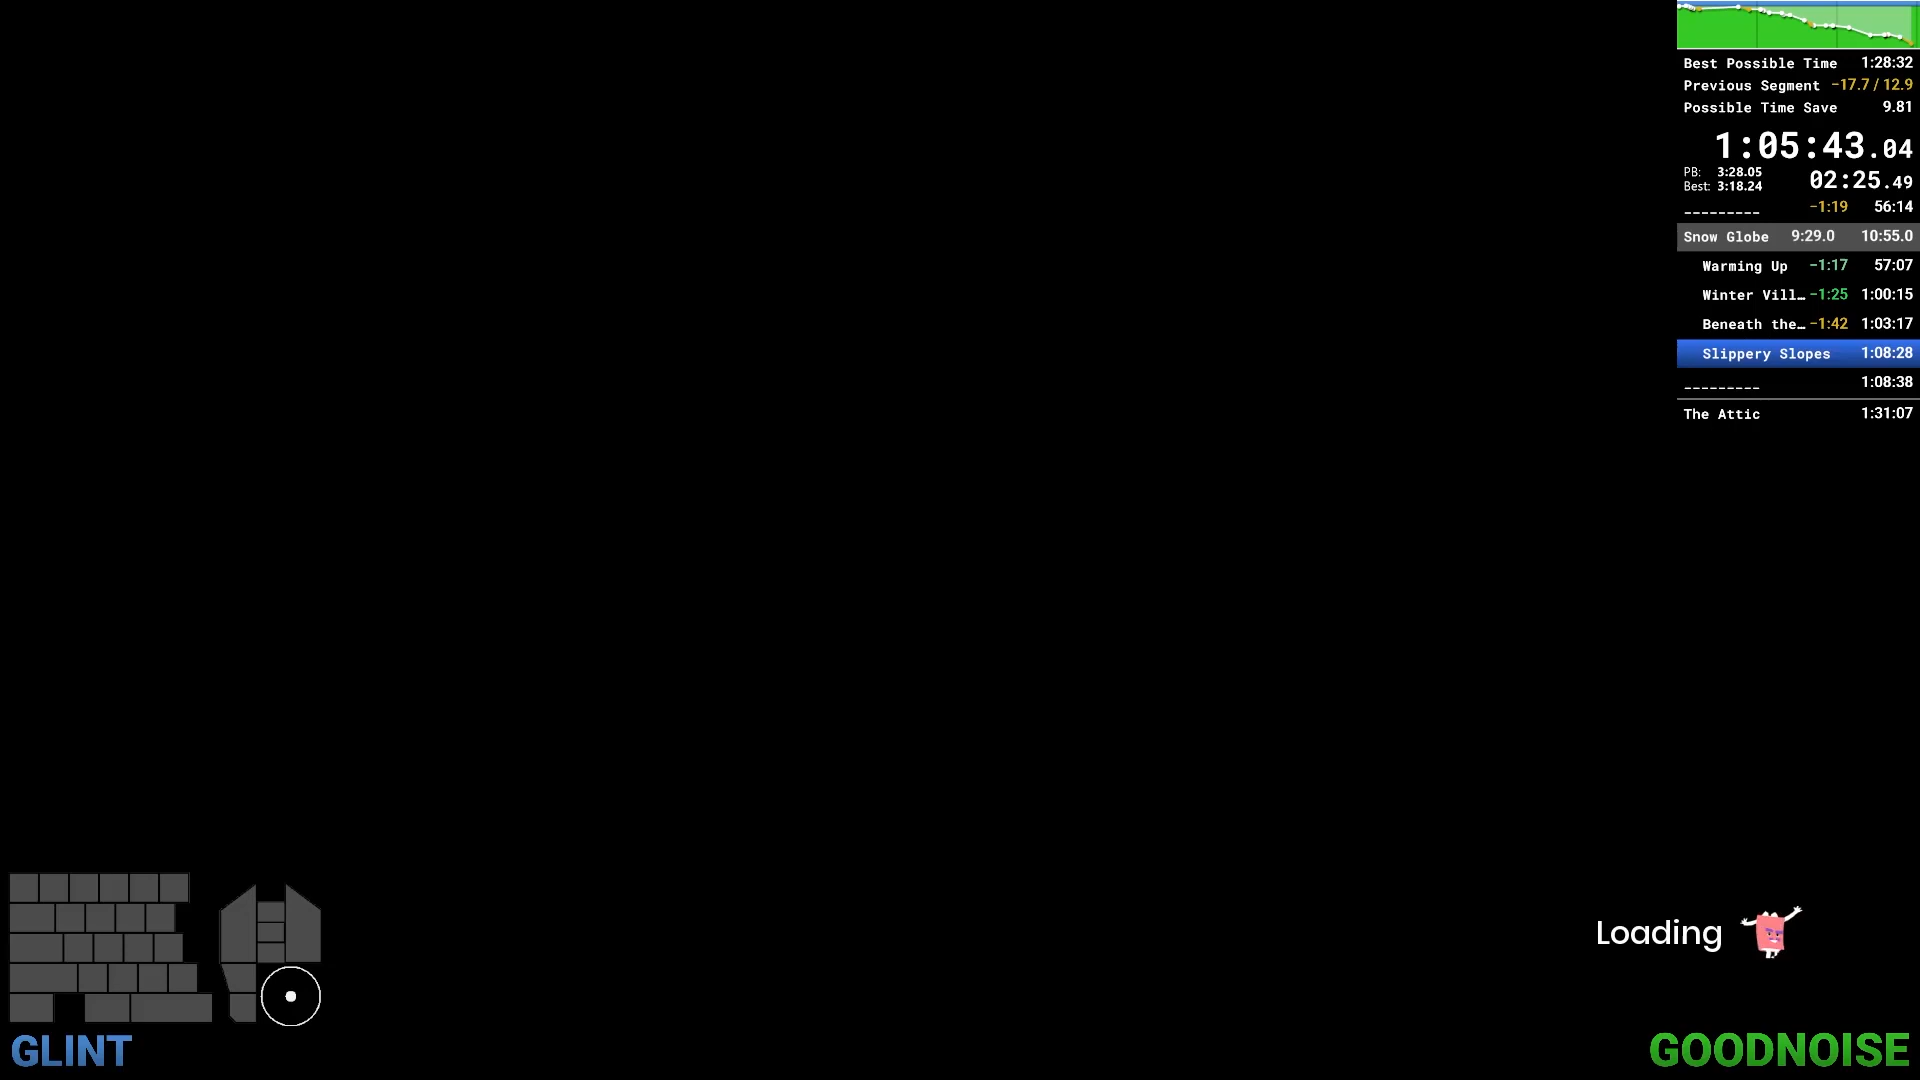 Best Possible Time 1:28:32
Previous Segment −17.7 / 12.9
Possible Time Save 9.81
1:05:43.04
PB: 3:28.05
Best: 3:18.24
02:25.49
_________ −1:19 56:14
Snow Globe 9:29.0 10:55.0
Warming Up −1:17 57:07
Winter Vill… −1:25 1:00:15
Beneath the… −1:42 1:03:17
Slippery Slopes 1:08:28
_________ 1:08:38
The Attic 1:31:07
Loading
GLINT
GOODNOISE